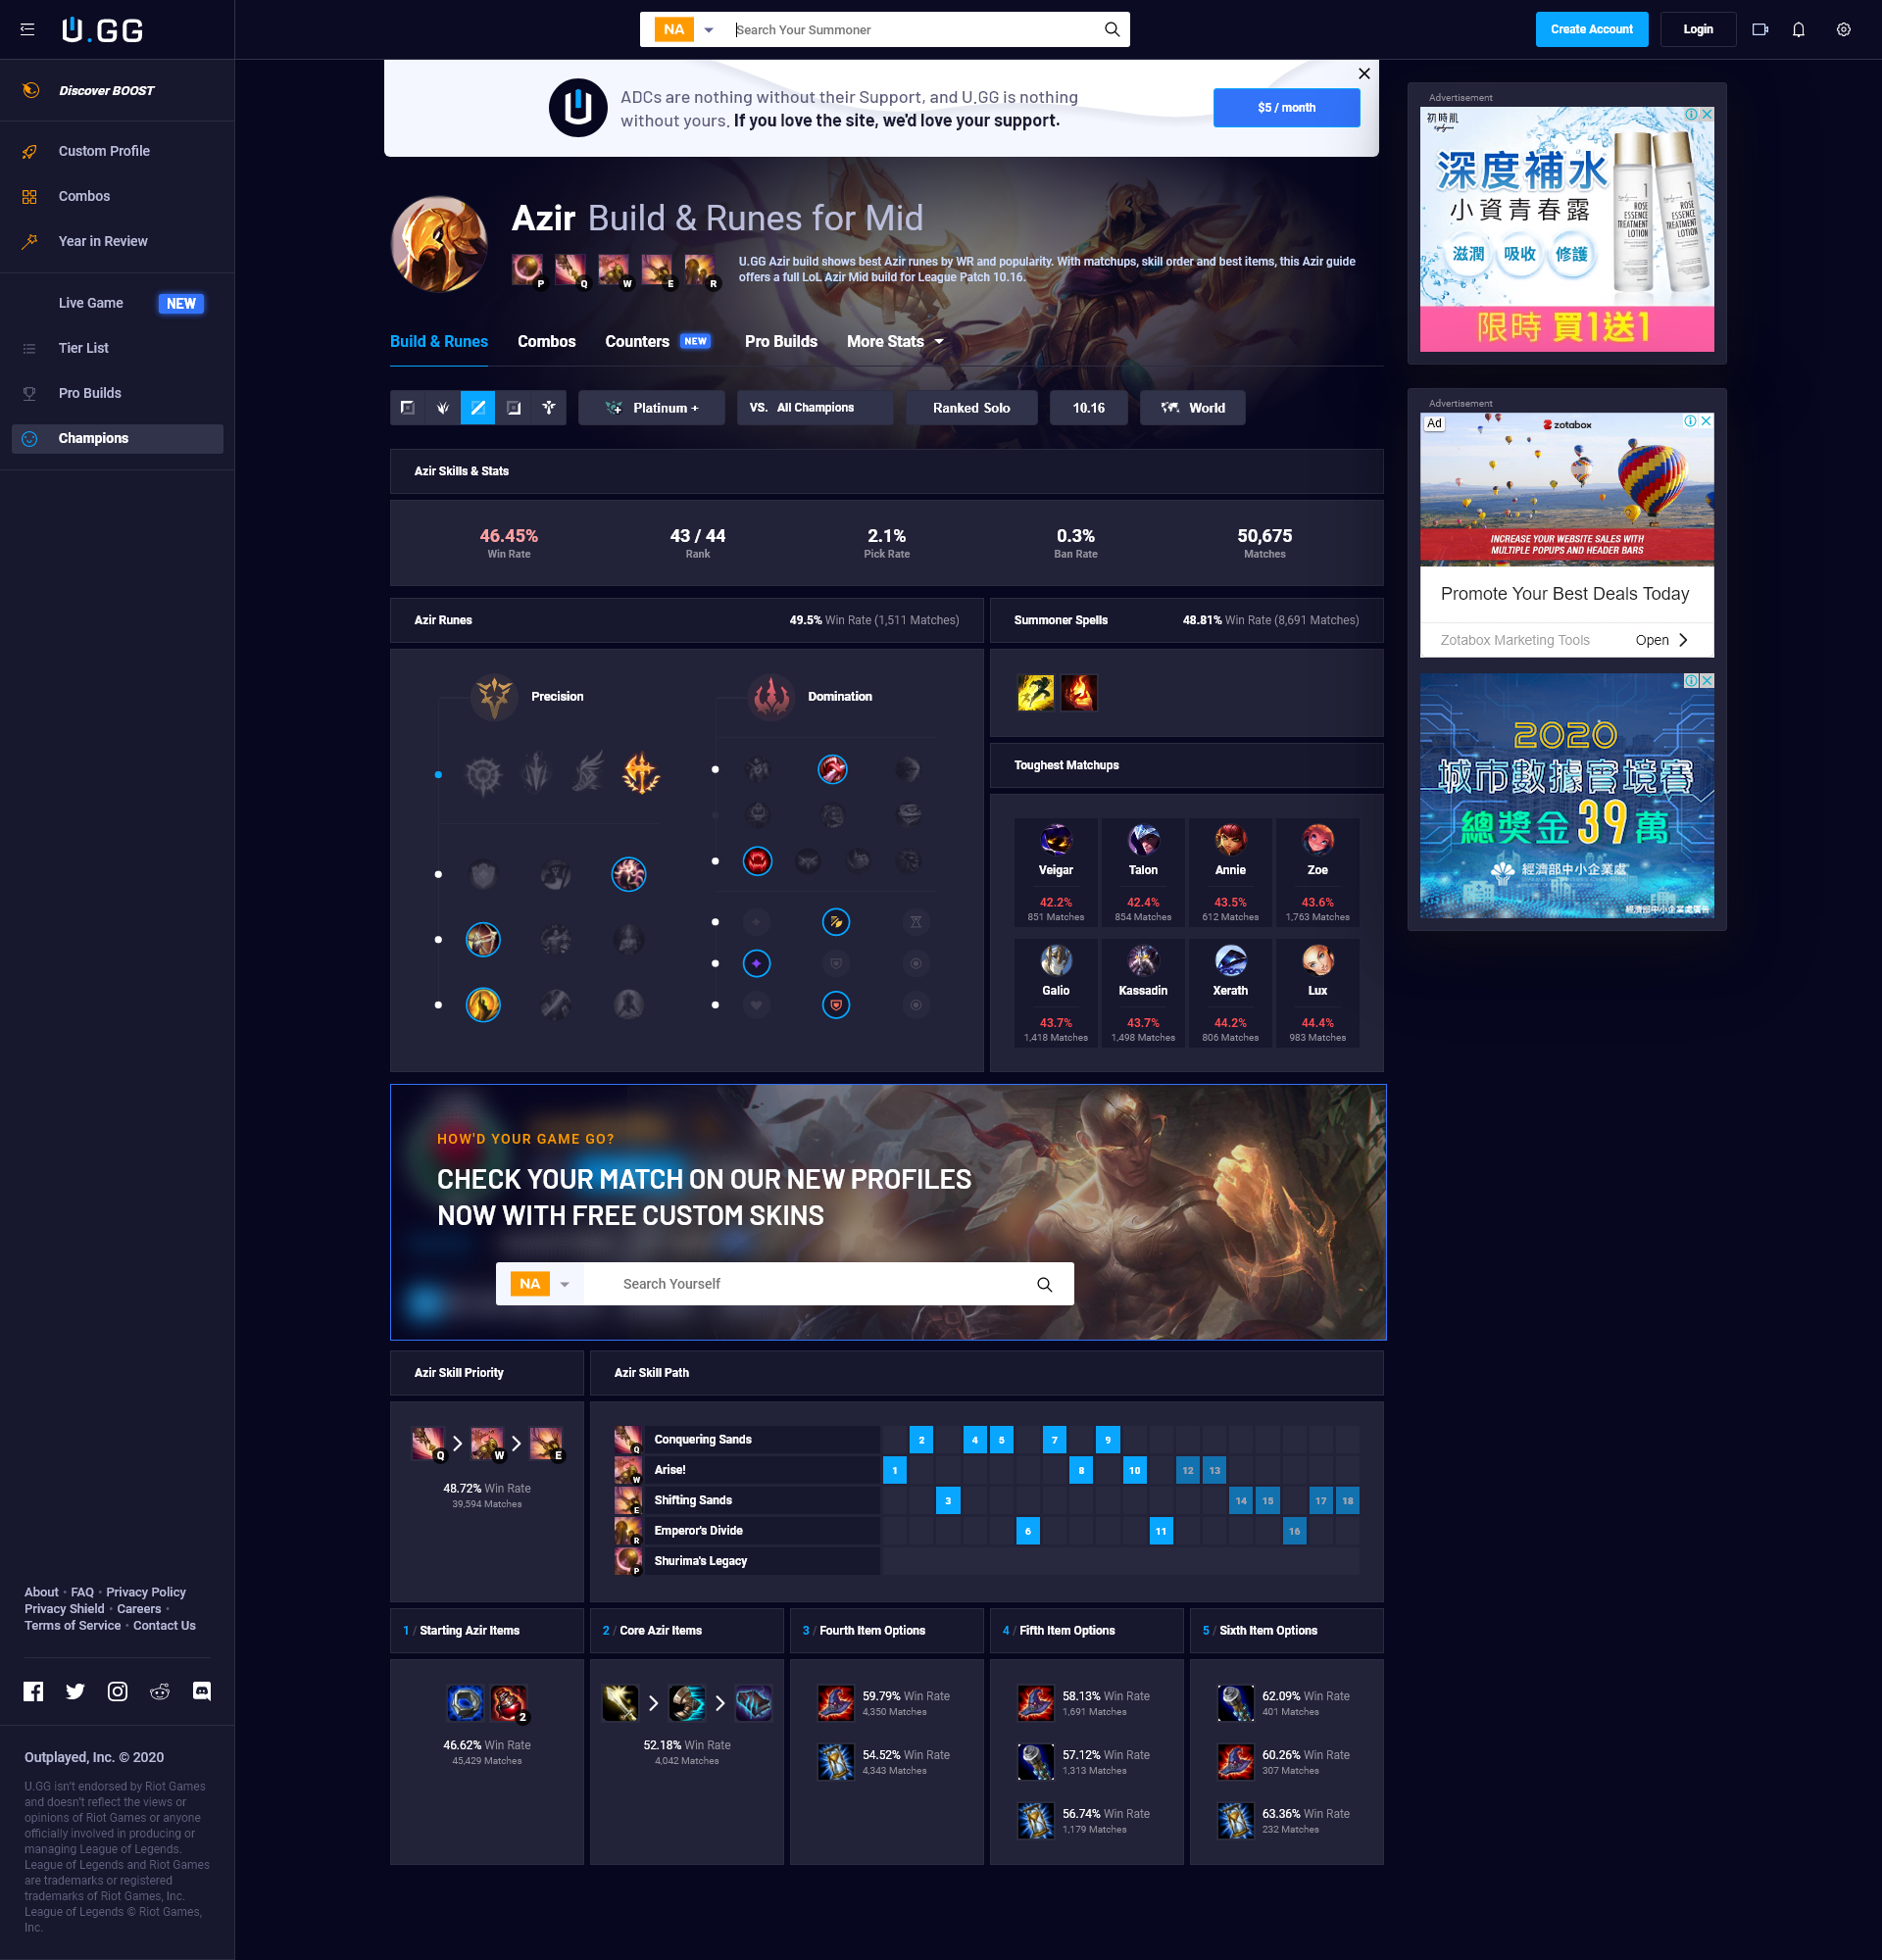 U.GG
NA
Search Your Summoner
Create Account
Login
Discover BOOST
Custom Profile
Combos
Year in Review
Live Game NEW
Tier List
Pro Builds
Champions
ADCs are nothing without their Support, and U.GG is nothing
without yours. If you love the site, we'd love your support.
$5 / month
Azir Build & Runes for Mid
P Q W E R
U.GG Azir build shows best Azir runes by WR and popularity. With matchups, skill order and best items, this Azir guide
offers a full LoL Azir Mid build for League Patch 10.16.
Build & Runes Combos Counters NEW Pro Builds More Stats
Platinum + VS. All Champions Ranked Solo 10.16 World
Azir Skills & Stats
46.45% 43 / 44 2.1% 0.3% 50,675
Win Rate Rank Pick Rate Ban Rate Matches
Azir Runes 49.5% Win Rate (1,511 Matches)
Precision Domination
Summoner Spells 48.81% Win Rate (8,691 Matches)
Toughest Matchups
Veigar Talon Annie Zoe
42.2% 42.4% 43.5% 43.6%
851 Matches 854 Matches 612 Matches 1,763 Matches
Galio Kassadin Xerath Lux
43.7% 43.7% 44.2% 44.4%
1,418 Matches 1,498 Matches 806 Matches 983 Matches
HOW'D YOUR GAME GO?
CHECK YOUR MATCH ON OUR NEW PROFILES
NOW WITH FREE CUSTOM SKINS
NA Search Yourself
Azir Skill Priority
Q W E
48.72% Win Rate
39,594 Matches
Azir Skill Path
Q Conquering Sands 2 4 5 7 9
W Arise! 1 8 10 12 13
E Shifting Sands 3 14 15 17 18
R Emperor's Divide 6 11 16
P Shurima's Legacy
1 / Starting Azir Items
2
46.62% Win Rate
45,429 Matches
2 / Core Azir Items
52.18% Win Rate
4,042 Matches
3 / Fourth Item Options
59.79% Win Rate
4,350 Matches
54.52% Win Rate
4,343 Matches
4 / Fifth Item Options
58.13% Win Rate
1,691 Matches
57.12% Win Rate
1,313 Matches
56.74% Win Rate
1,179 Matches
5 / Sixth Item Options
62.09% Win Rate
401 Matches
60.26% Win Rate
307 Matches
63.36% Win Rate
232 Matches
Advertisement
初時肌
深度補水
小資青春露
滋潤 吸收 修護
1
ROSE
ESSENCE
TREATMENT
LOTION
1
ROSE
ESSENCE
TREATMENT
LOTION
限時 買1送1
Advertisement
Ad
zotabox
INCREASE YOUR WEBSITE SALES WITH
MULTIPLE POPUPS AND HEADER BARS
Promote Your Best Deals Today
Zotabox Marketing Tools Open
2020
城市數據實境賽
總獎金39萬
經濟部中小企業處
經濟部中小企業處廣告
About · FAQ · Privacy Policy
Privacy Shield · Careers ·
Terms of Service · Contact Us
Outplayed, Inc. © 2020
U.GG isn't endorsed by Riot Games
and doesn't reflect the views or
opinions of Riot Games or anyone
officially involved in producing or
managing League of Legends.
League of Legends and Riot Games
are trademarks or registered
trademarks of Riot Games, Inc.
League of Legends © Riot Games,
Inc.